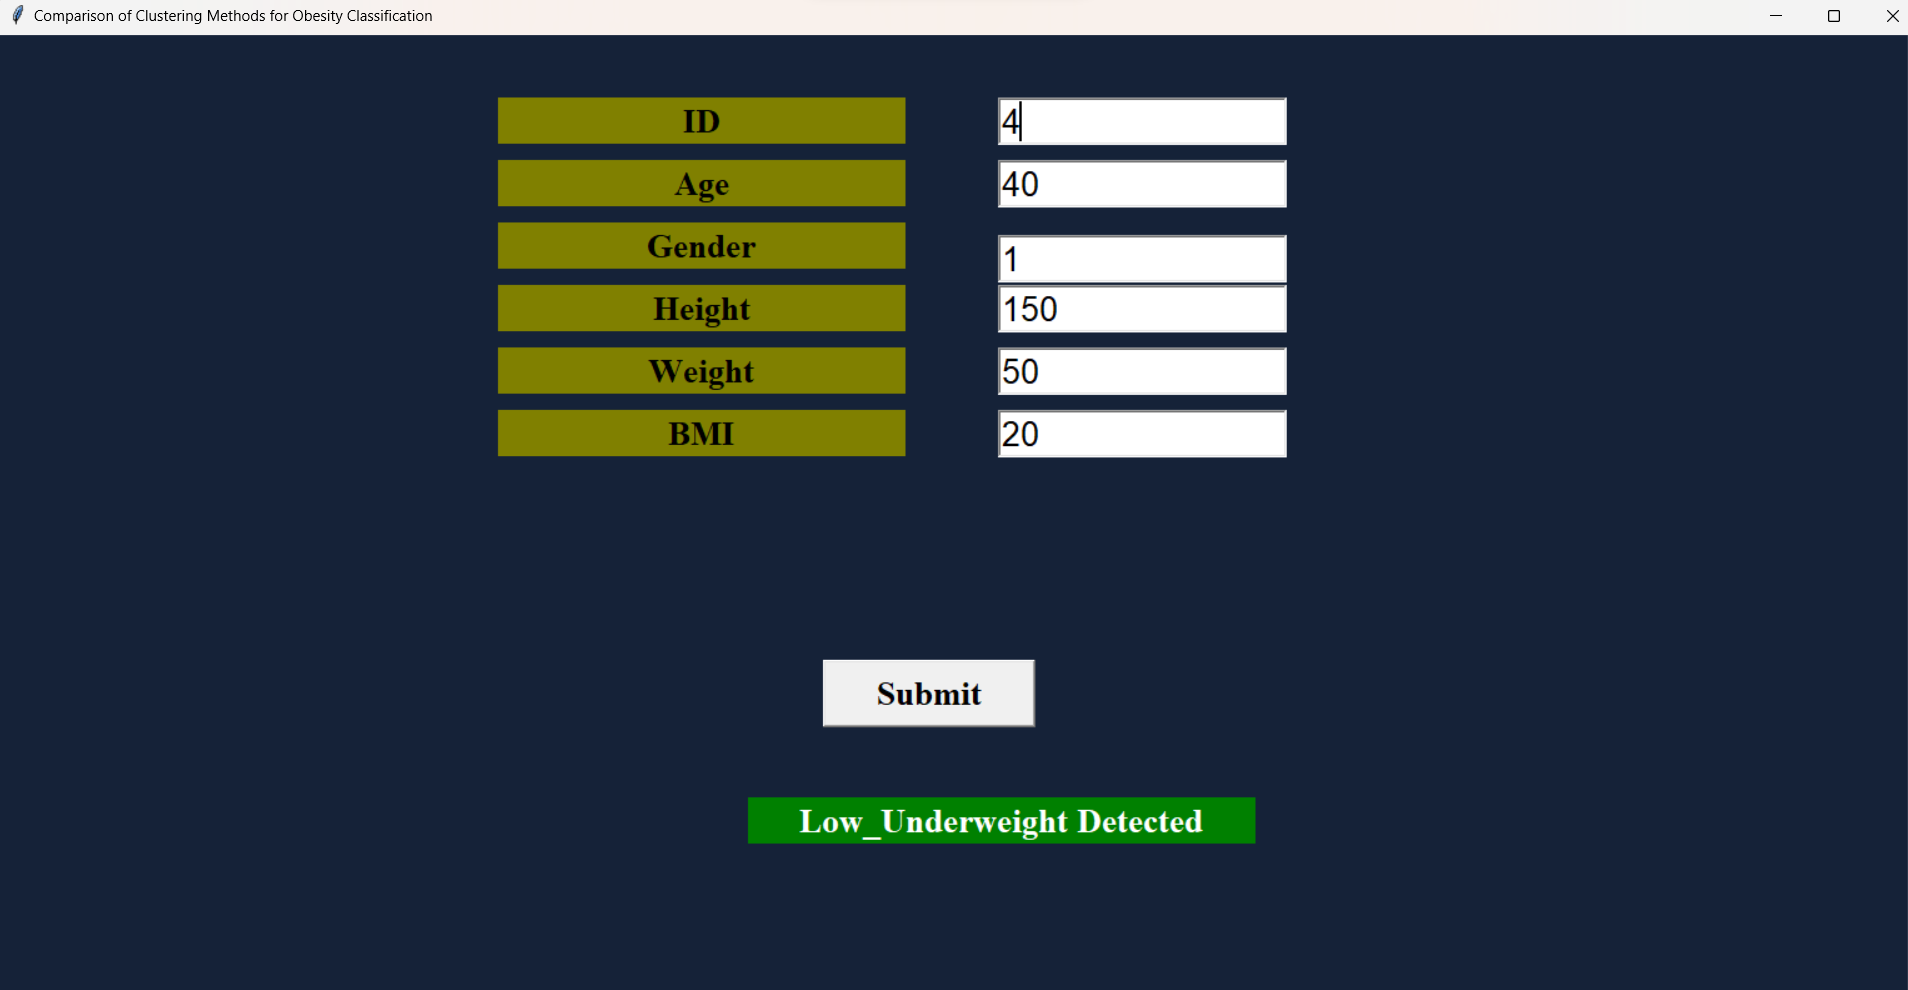 Comparison of Clustering Methods for Obesity Classification
ID 4
Age 40
Gender 1
Height 150
Weight 50
BMI 20
Submit
Low_Underweight Detected